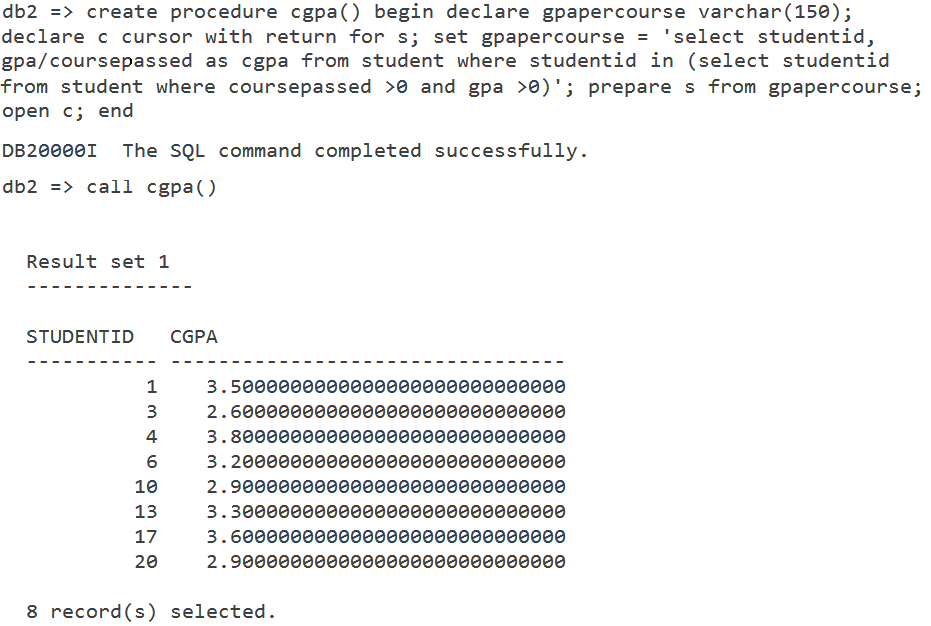 db2 => create procedure cgpa() begin declare gpapercourse varchar(150);
declare c cursor with return for s; set gpapercourse = 'select studentid,
gpa/coursepassed as cgpa from student where studentid in (select studentid
from student where coursepassed >0 and gpa >0)'; prepare s from gpapercourse;
open c; end
DB20000I  The SQL command completed successfully.
db2 => call cgpa()
Result set 1
--------------
STUDENTID   CGPA
----------- ---------------------------------
1    3.5000000000000000000000000000
3    2.6000000000000000000000000000
4    3.8000000000000000000000000000
6    3.2000000000000000000000000000
10    2.9000000000000000000000000000
13    3.3000000000000000000000000000
17    3.6000000000000000000000000000
20    2.9000000000000000000000000000
8 record(s) selected.